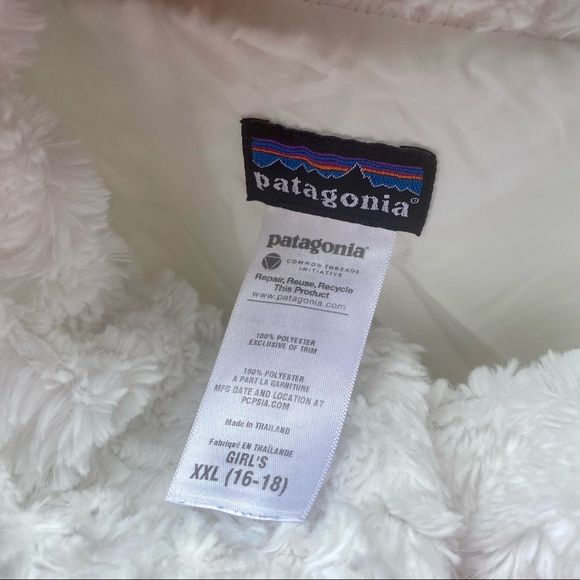 patagonia®
patagonia®
COMMON THREADS
INITIATIVE
Repair, Reuse, Recycle
This Product
www.patagonia.com
100% POLYESTER
EXCLUSIVE OF TRIM
100% POLYESTER
A PART LA GARNITURE
MFG DATE AND LOCATION AT
PCPSIA.COM
Made in THAILAND
Fabriqué EN THAÏLANDE
GIRL'S
XXL (16-18)